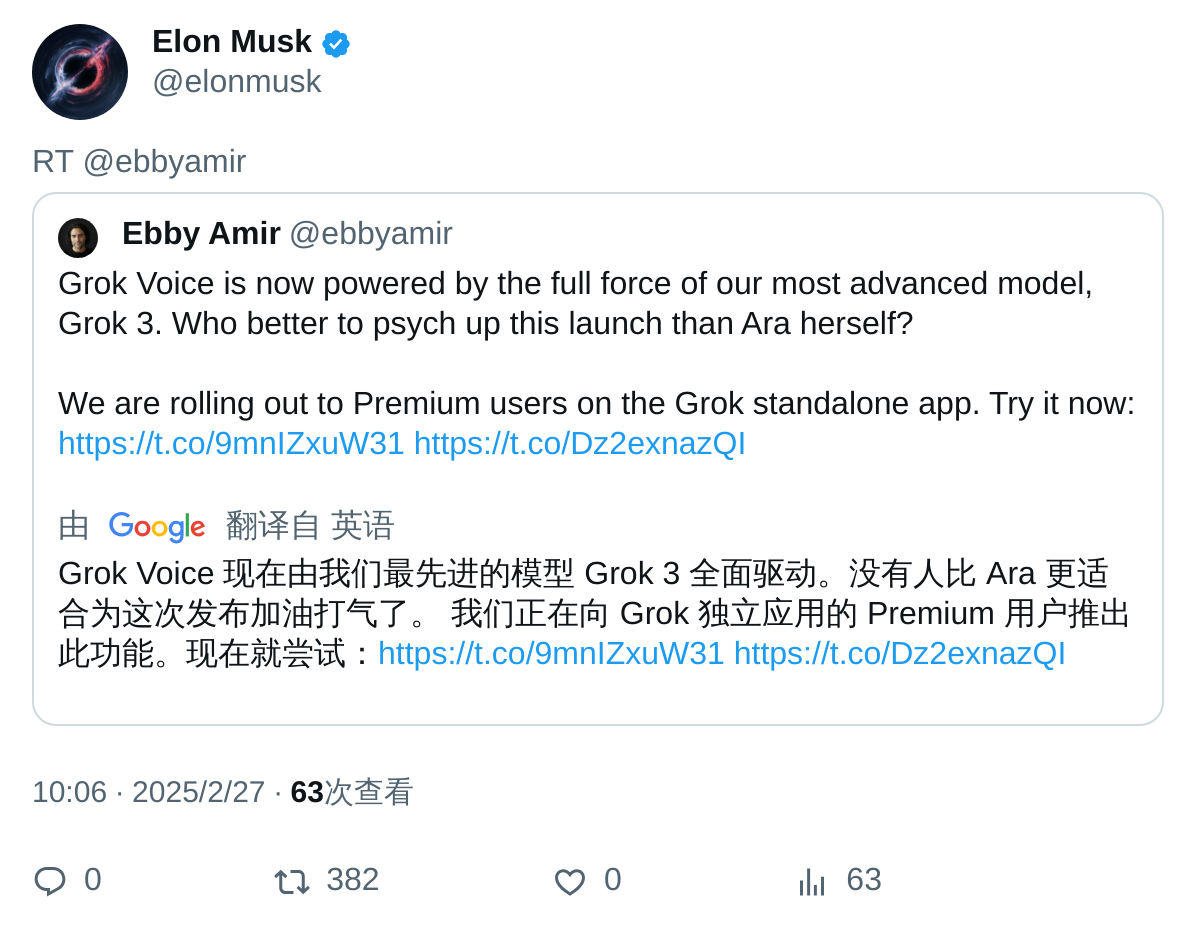 Elon Musk
@elonmusk
RT @ebbyamir
Ebby Amir @ebbyamir
Grok Voice is now powered by the full force of our most advanced model,
Grok 3. Who better to psych up this launch than Ara herself?
We are rolling out to Premium users on the Grok standalone app. Try it now:
https://t.co/9mnIZxuW31 https://t.co/Dz2exnazQI
由 Google 翻译自 英语
Grok Voice 现在由我们最先进的模型 Grok 3 全面驱动。没有人比 Ara 更适
合为这次发布加油打气了。 我们正在向 Grok 独立应用的 Premium 用户推出
此功能。现在就尝试：https://t.co/9mnIZxuW31 https://t.co/Dz2exnazQI
10:06 · 2025/2/27 · 63次查看
0 382 0 63